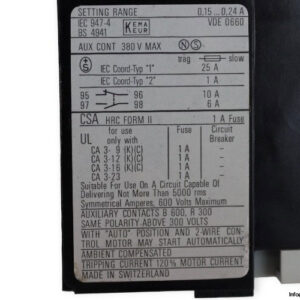 SETTING RANGE 0,15 ... 0,24 A
IEC 947-4 KEMA VDE 0660
BS 4941 KEUR
AUX CONT 380 V MAX N S
trag slow
S Fuse
IEC Coord-Typ "1" 25 A
IEC Coord-Typ "2" 1 A
95 96 10 A
97 98 6 A
CSA HRC FORM II 1 A Fuse
UL for use only with Fuse Circuit Breaker
CA 3- 9 (K)(C) 1 A
CA 3-12 (K)(C) 1 A
CA 3-16 (K)(C) 1 A
CA 3-23 1 A
Suitable For Use On A Circuit Capable Of
Delivering Not More Than 5000 rms
Symmetrical Amperes, 600 Volts Maximum
AUXILIARY CONTACTS B 600, R 300
SAME POLARITY ABOVE 300 VOLTS
WITH "AUTO" POSITION AND 2-WIRE CON
TROL MOTOR MAY START AUTOMATICALLY
AMBIENT COMPENSATED
TRIPPING CURRENT 120% MOTOR CURRENT
MADE IN SWITZERLAND